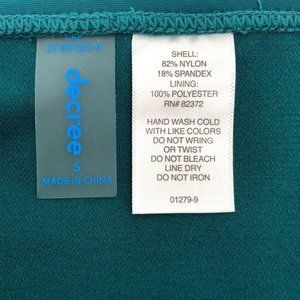 decree
S
MADE IN CHINA
SHELL:
82% NYLON
18% SPANDEX
LINING:
100% POLYESTER
RN# 82372
HAND WASH COLD
WITH LIKE COLORS
DO NOT WRING
OR TWIST
DO NOT BLEACH
LINE DRY
DO NOT IRON
01279-9